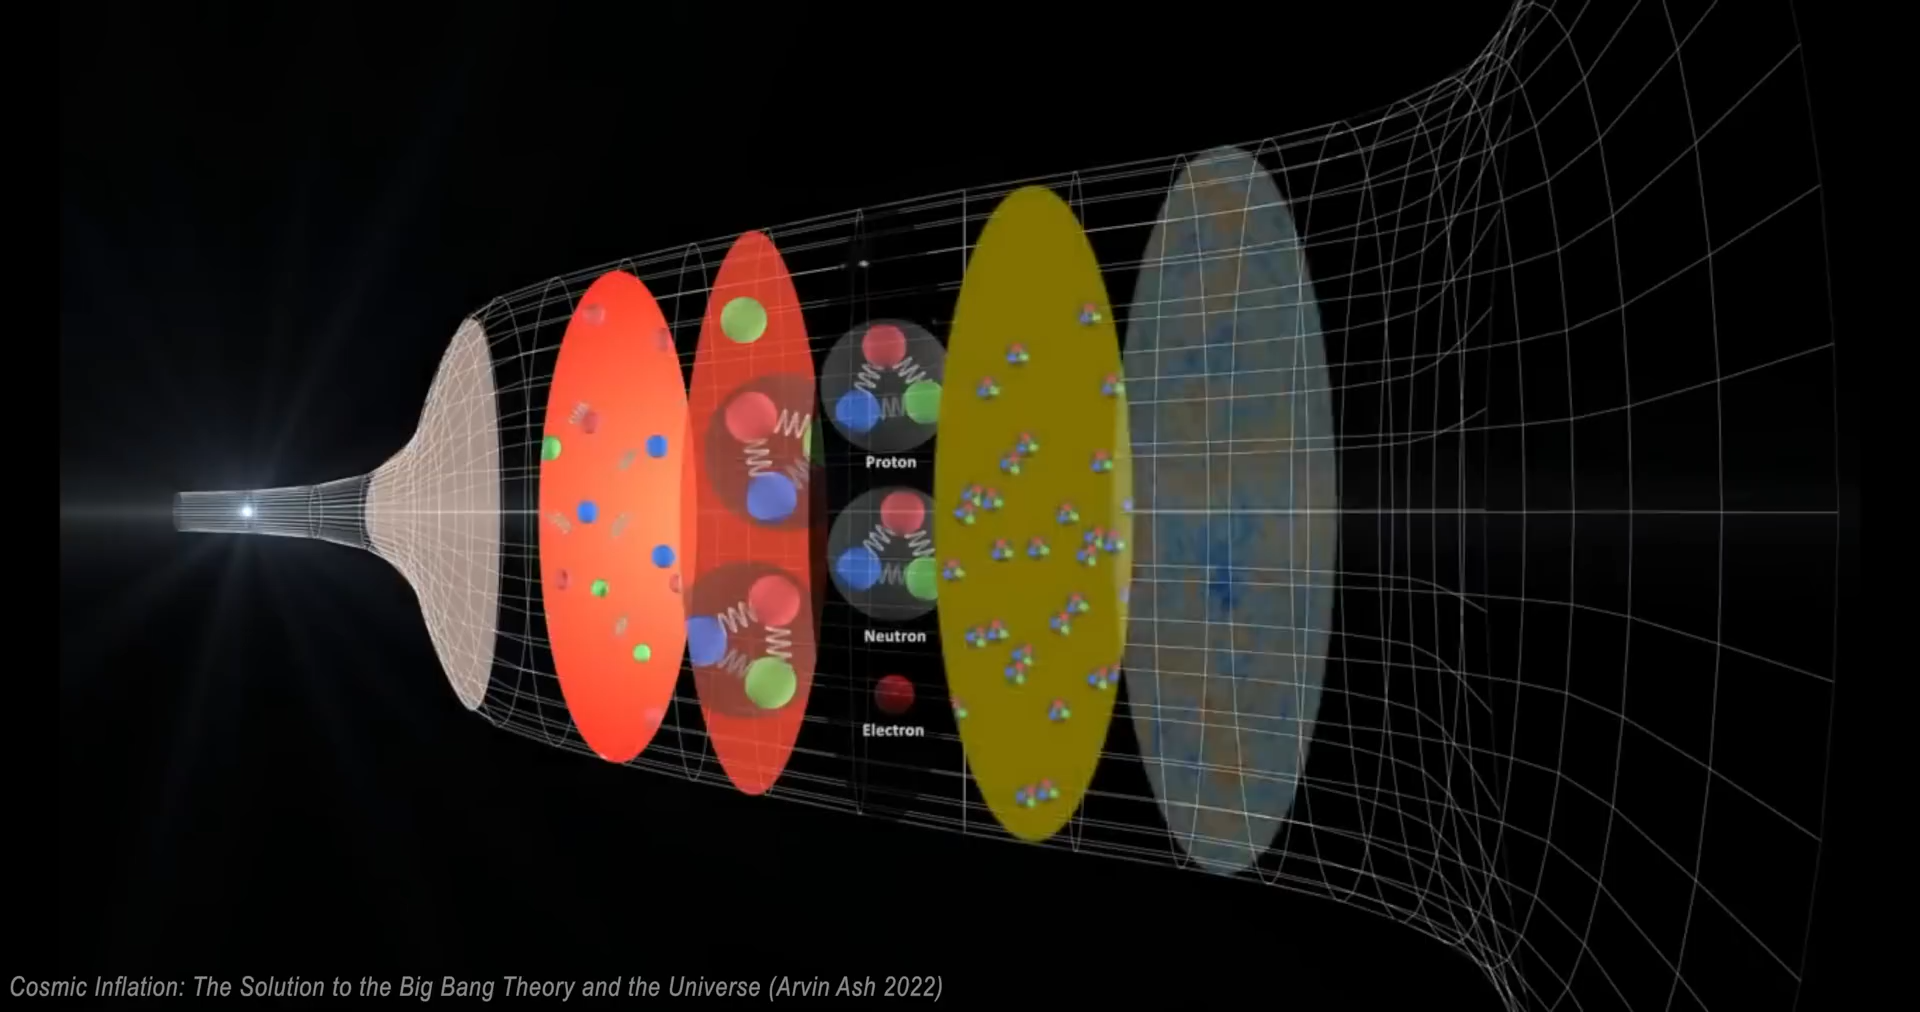 Proton
Neutron
Electron
Cosmic Inflation: The Solution to the Big Bang Theory and the Universe (Arvin Ash 2022)